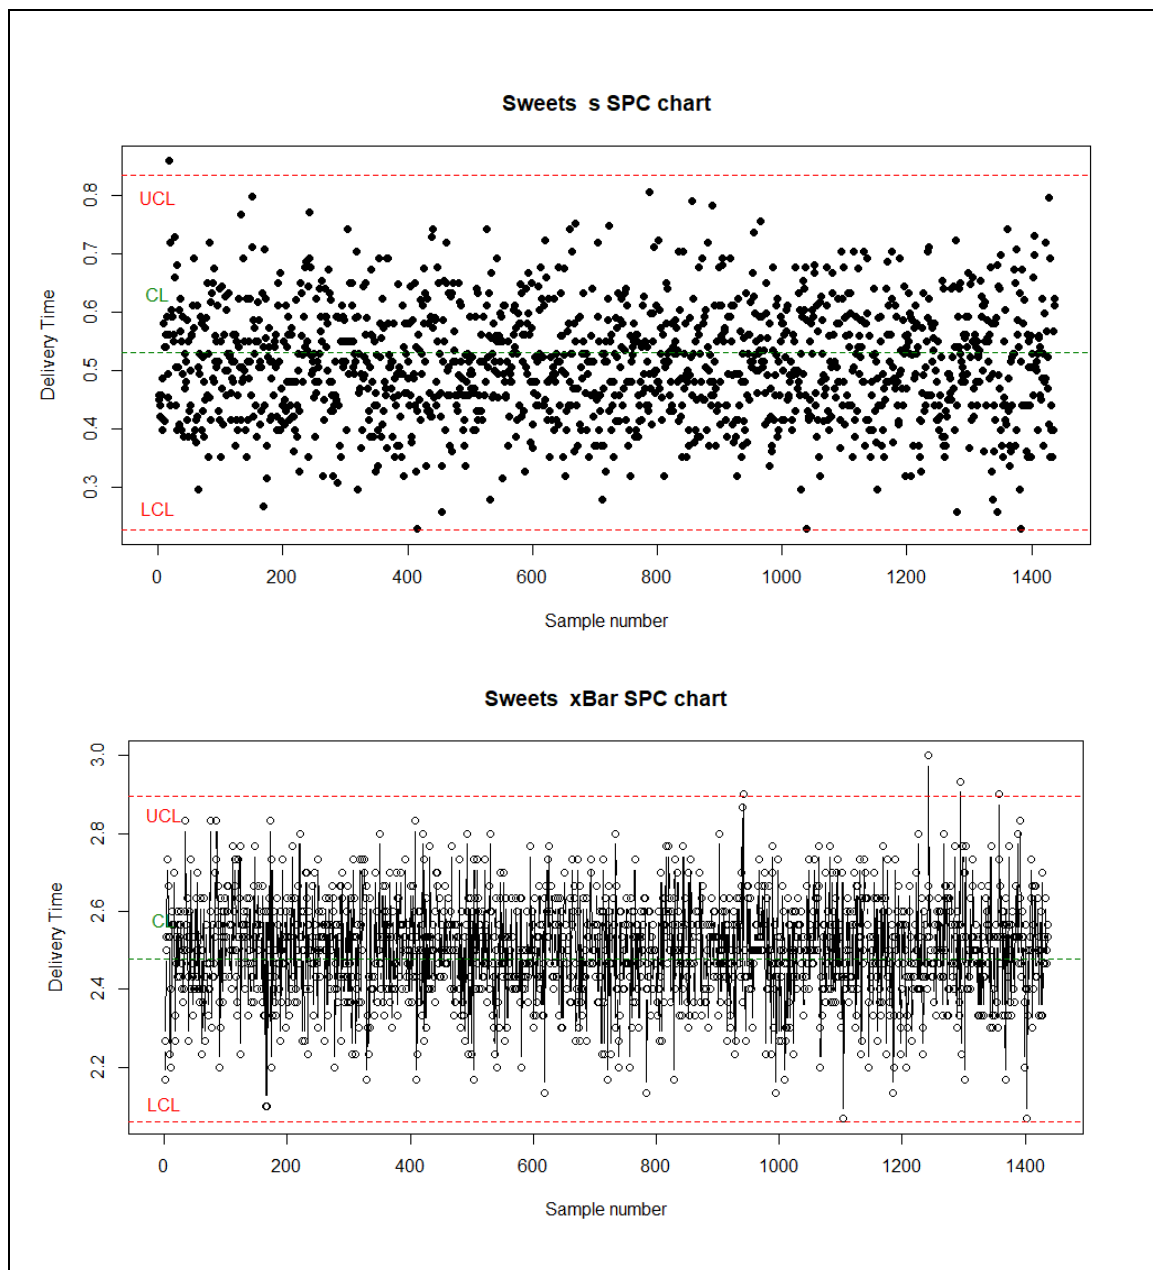 Sweets  s SPC chart
UCL
CL
LCL
Delivery Time
0.8
0.7
0.6
0.5
0.4
0.3
0 200 400 600 800 1000 1200 1400
Sample number
Sweets  xBar SPC chart
UCL
CL
LCL
Delivery Time
3.0
2.8
2.6
2.4
2.2
0 200 400 600 800 1000 1200 1400
Sample number